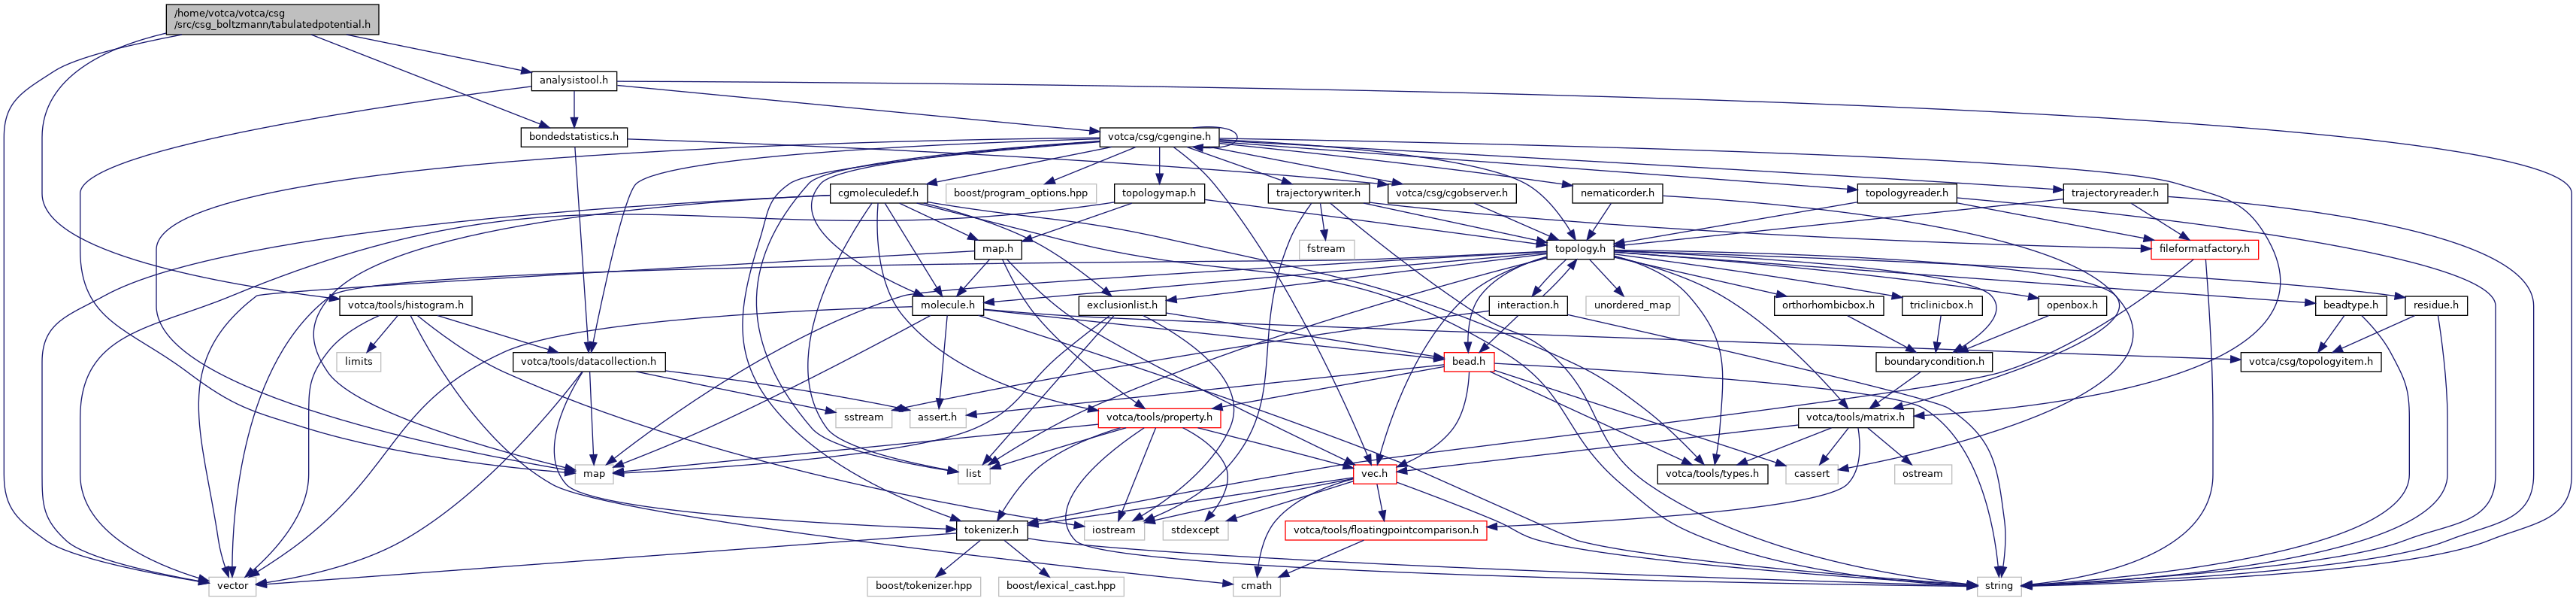 /home/votca/votca/csg
/src/csg_boltzmann/tabulatedpotential.h
analysistool.h
bondedstatistics.h
votca/csg/cgengine.h
cgmoleculedef.h
boost/program_options.hpp
topologymap.h
trajectorywriter.h
votca/csg/cgobserver.h
nematicorder.h
topologyreader.h
trajectoryreader.h
map.h
fstream
topology.h
fileformatfactory.h
votca/tools/histogram.h
molecule.h
exclusionlist.h
interaction.h
unordered_map
orthorhombicbox.h
triclinicbox.h
openbox.h
beadtype.h
residue.h
limits
votca/tools/datacollection.h
bead.h
boundarycondition.h
votca/csg/topologyitem.h
sstream
assert.h
votca/tools/property.h
votca/tools/matrix.h
map
list
vec.h
votca/tools/types.h
cassert
ostream
tokenizer.h
iostream
stdexcept
votca/tools/floatingpointcomparison.h
vector
boost/tokenizer.hpp
boost/lexical_cast.hpp
cmath
string